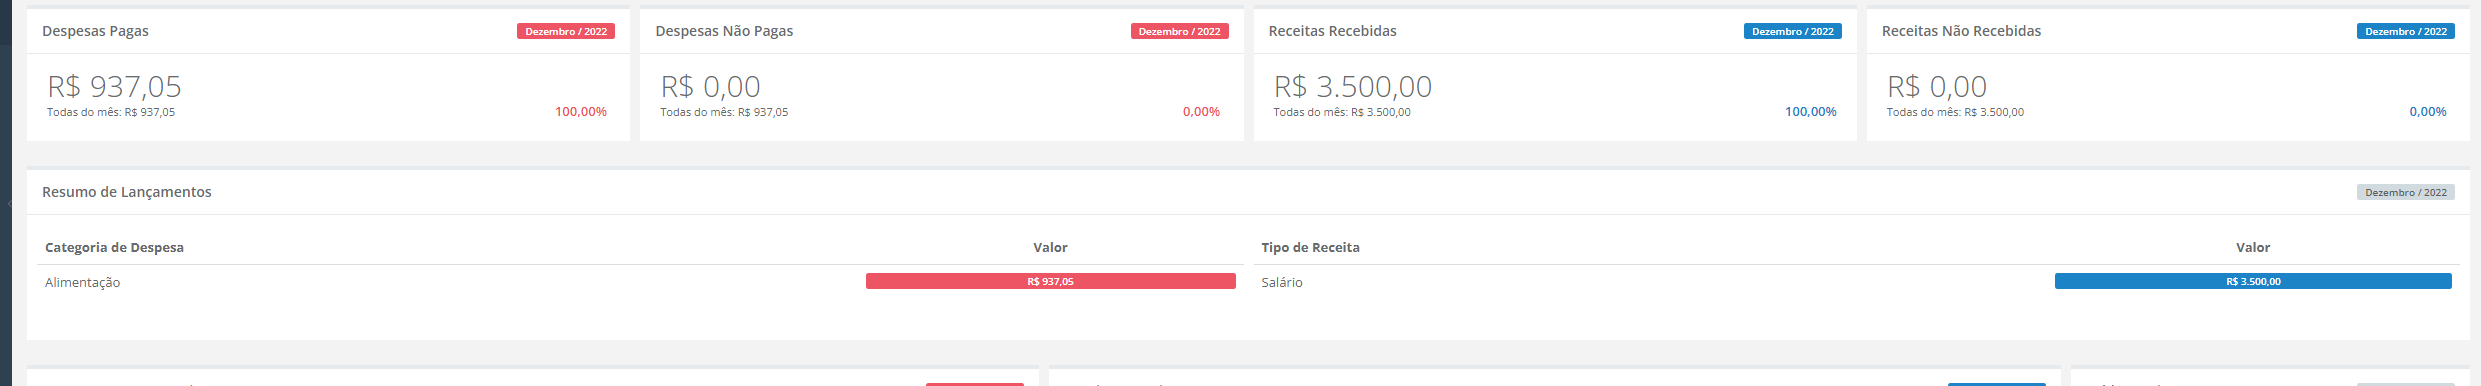 Despesas Pagas
Dezembro / 2022
R$ 937,05
Todas do mês: R$ 937,05
100,00%
Despesas Não Pagas
Dezembro / 2022
R$ 0,00
Todas do mês: R$ 937,05
0,00%
Receitas Recebidas
Dezembro / 2022
R$ 3.500,00
Todas do mês: R$ 3.500,00
100,00%
Receitas Não Recebidas
Dezembro / 2022
R$ 0,00
Todas do mês: R$ 3.500,00
0,00%
Resumo de Lançamentos
Dezembro / 2022
Categoria de Despesa Valor
Alimentação R$ 937,05
Tipo de Receita Valor
Salário R$ 3.500,00